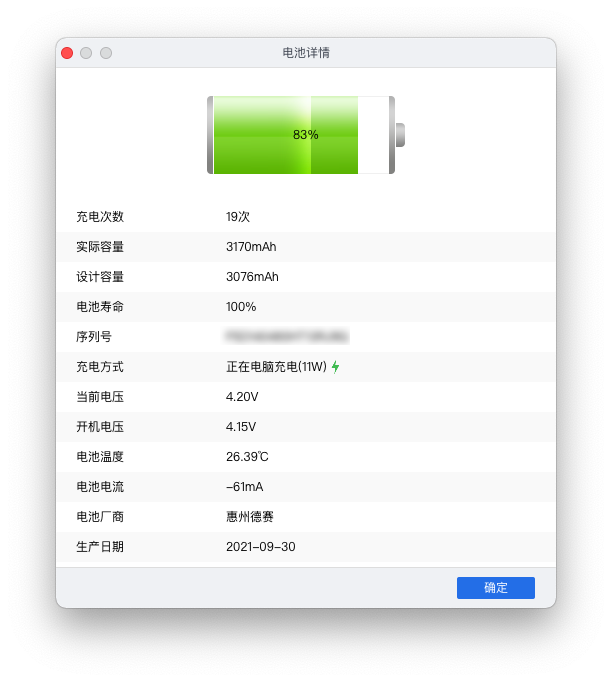 电池详情
83%
充电次数 19次
实际容量 3170mAh
设计容量 3076mAh
电池寿命 100%
序列号
充电方式 正在电脑充电(11W)
当前电压 4.20V
开机电压 4.15V
电池温度 26.39℃
电池电流 -61mA
电池厂商 惠州德赛
生产日期 2021-09-30
确定